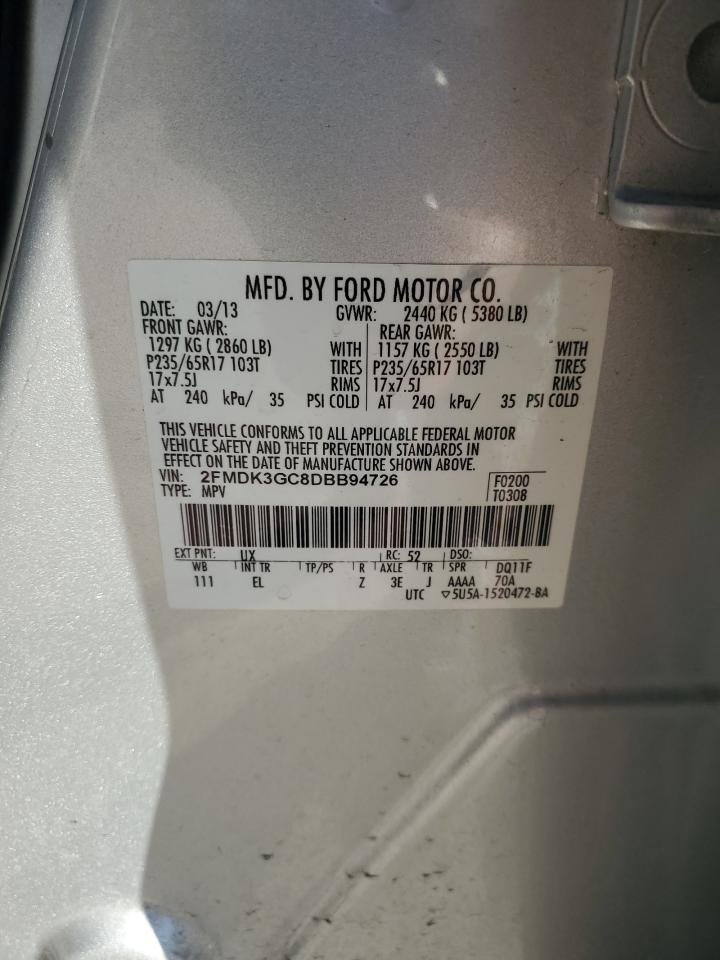 MFD. BY FORD MOTOR CO.
DATE: 03/13 GVWR: 2440 KG ( 5380 LB)
FRONT GAWR: REAR GAWR:
1297 KG ( 2860 LB) WITH 1157 KG ( 2550 LB) WITH
P235/65R17 103T TIRES P235/65R17 103T TIRES
17x7.5J RIMS 17x7.5J RIMS
AT 240 kPa/ 35 PSI COLD AT 240 kPa/ 35 PSI COLD
THIS VEHICLE CONFORMS TO ALL APPLICABLE FEDERAL MOTOR
VEHICLE SAFETY AND THEFT PREVENTION STANDARDS IN
EFFECT ON THE DATE OF MANUFACTURE SHOWN ABOVE.
VIN: 2FMDK3GC8DBB94726 F0200
TYPE: MPV T0308
EXT PNT: UX RC: 52 DSO:
WB INT TR TP/PS R AXLE TR SPR DQ11F
111 EL Z 3E J AAAA 70A
UTC ▽5U5A-1520472-BA